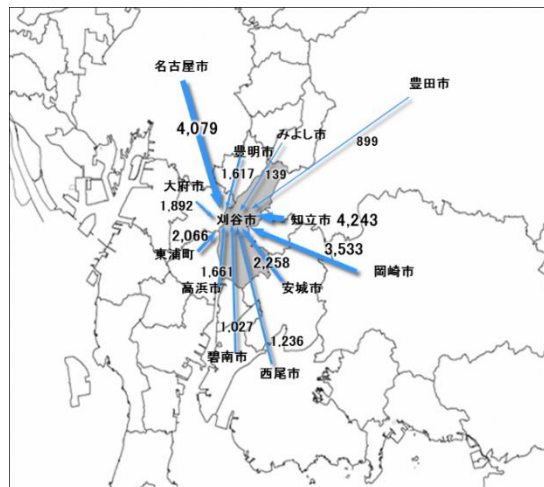 名古屋市
豊田市
4,079
みよし市
899
豊明市
1,617
139
大府市
1,892
刈谷市
知立市 4,243
2,066
3,533
東浦町
2,258
岡崎市
1,661
高浜市
安城市
1,027
1,236
碧南市
西尾市